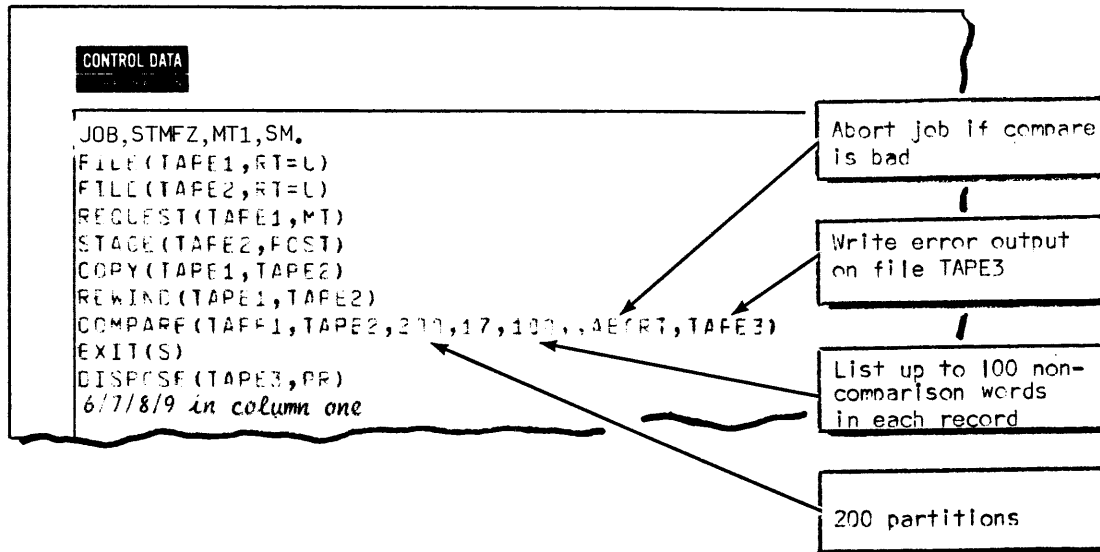 CONTROL DATA
JOB,STMFZ,MT1,SM.
FILE(TAPE1,RT=U)
FILE(TAPE2,RT=U)
REQUEST(TAPE1,MT)
STAGE(TAPE2,POST)
COPY(TAPE1,TAPE2)
REWIND(TAPE1,TAPE2)
COMPARE(TAPE1,TAPE2,200,17,100,,ABORT,TAPE3)
EXIT(S)
DISPOSE(TAPE3,PR)
6/7/8/9 in column one
Abort job if compare
is bad
Write error output
on file TAPE3
List up to 100 non-
comparison words
in each record
200 partitions